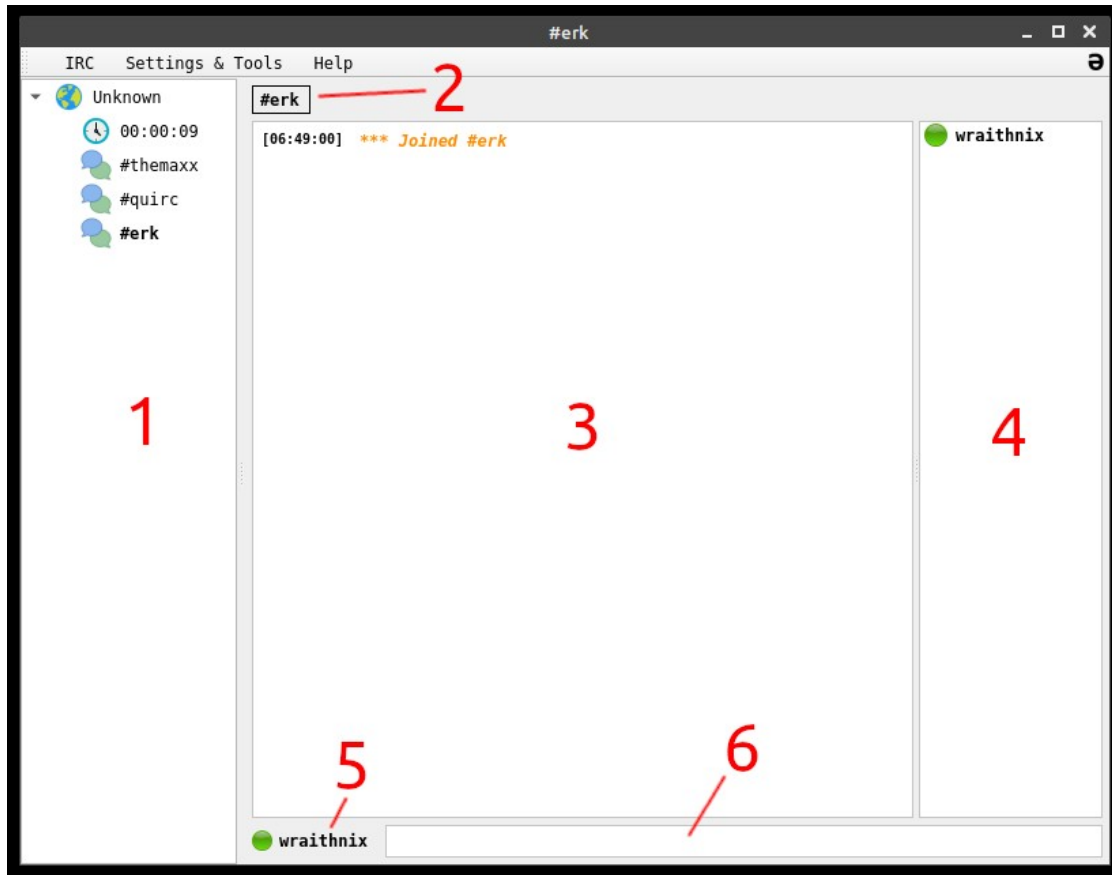 #erk
IRC Settings & Tools Help ə
Unknown
00:00:09
#themaxx
#quirc
#erk
#erk
2
[06:49:00] *** Joined #erk
wraithnix
1
3
4
5
6
wraithnix